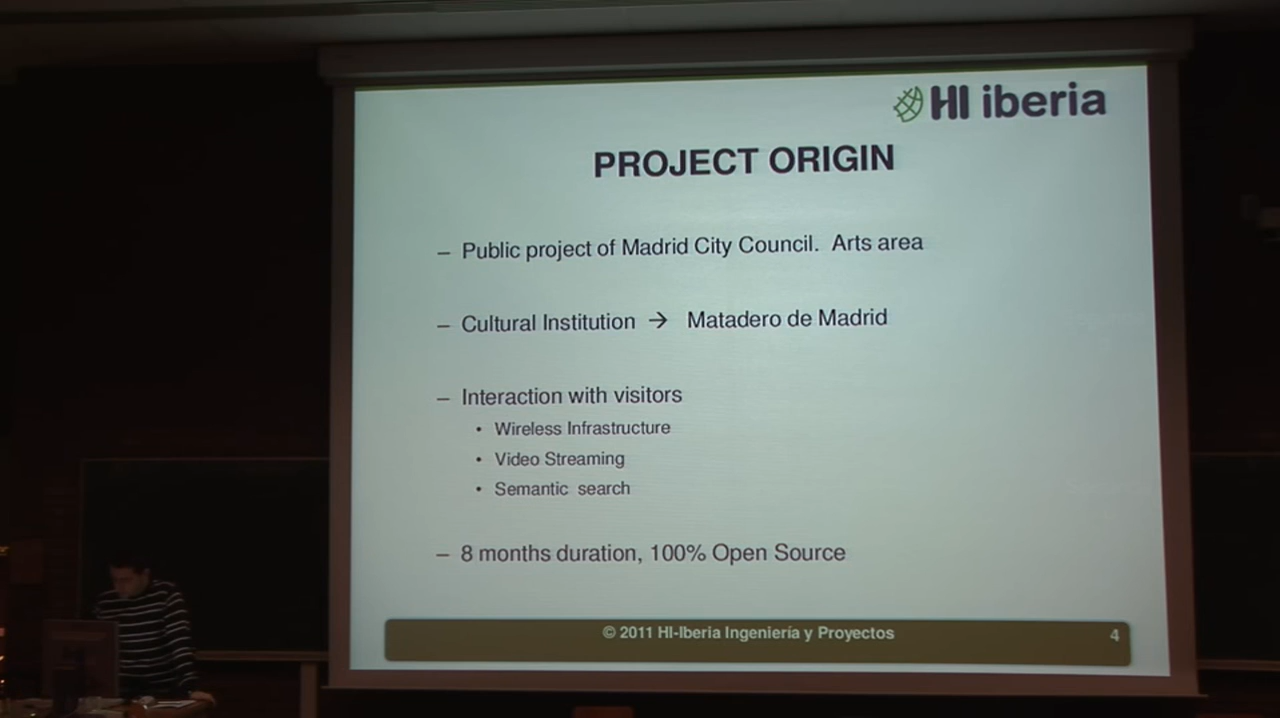 HI iberia
PROJECT ORIGIN
– Public project of Madrid City Council. Arts area
– Cultural Institution → Matadero de Madrid
– Interaction with visitors
• Wireless Infrastructure
• Video Streaming
• Semantic search
– 8 months duration, 100% Open Source
© 2011 HI-Iberia Ingeniería y Proyectos 4